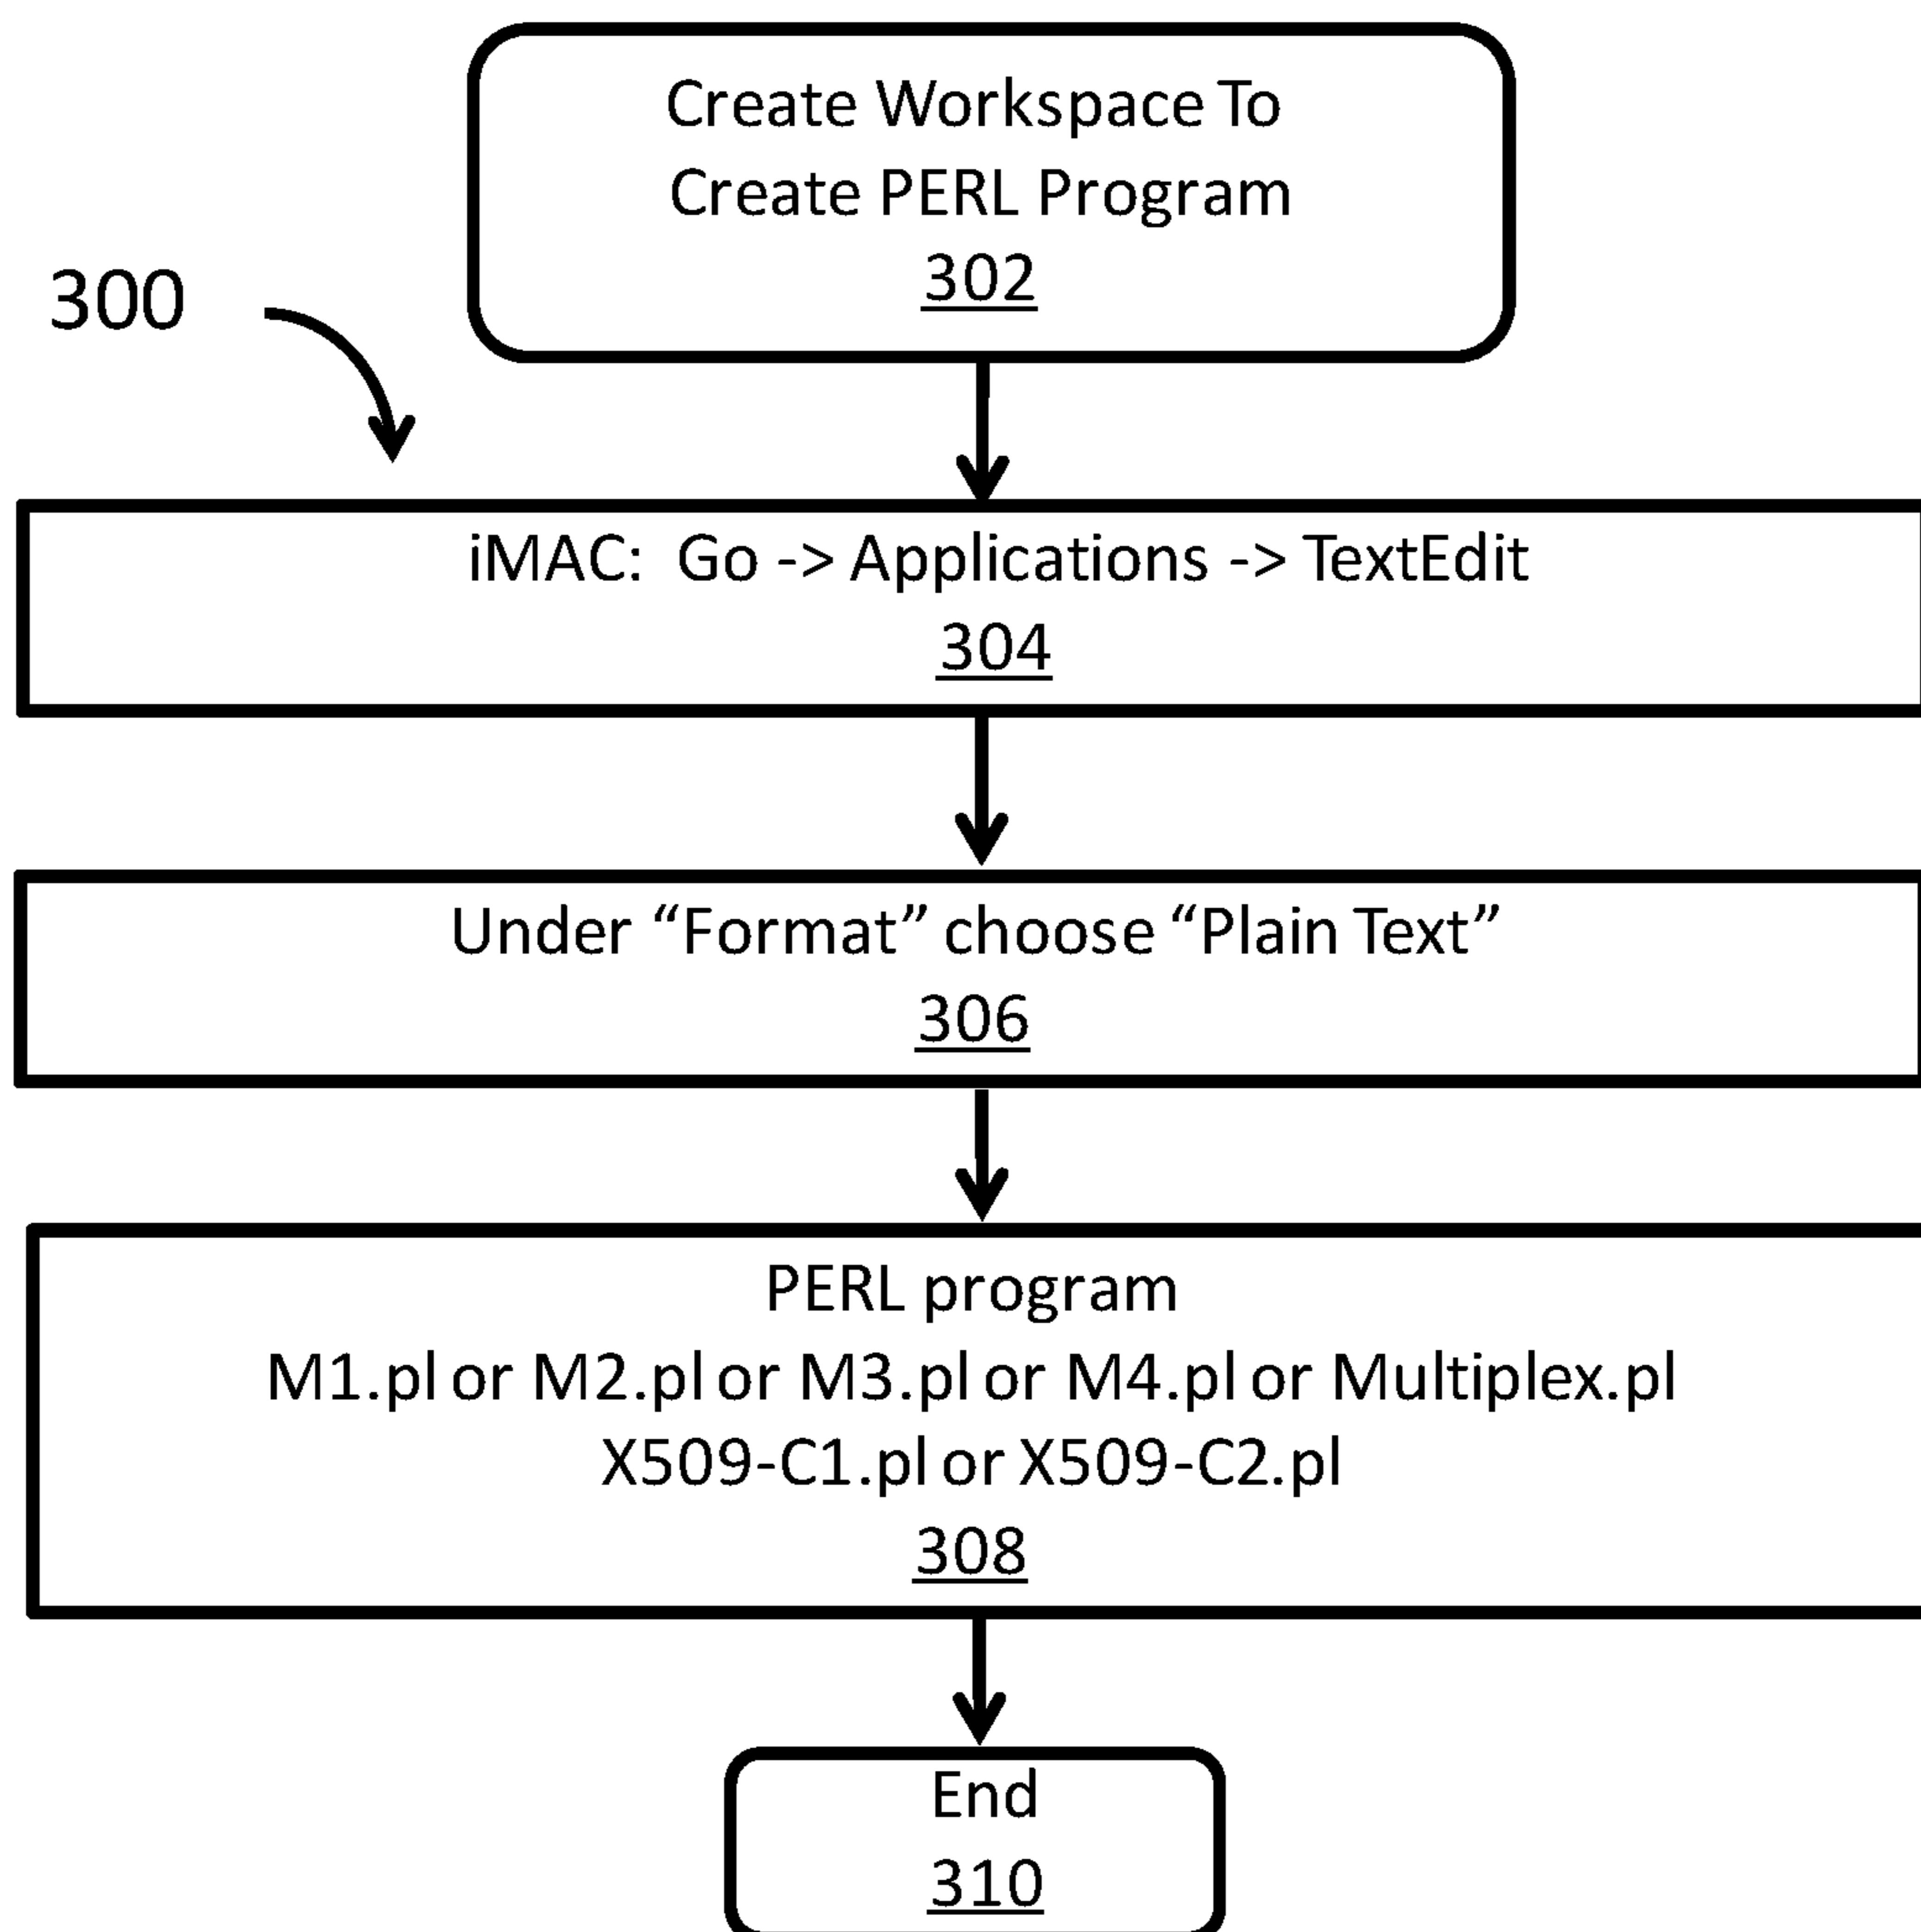 Create Workspace To
Create PERL Program
302
300
iMAC:  Go -> Applications -> TextEdit
304
Under “Format” choose “Plain Text”
306
PERL program
M1.pl or M2.pl or M3.pl or M4.pl or Multiplex.pl
X509-C1.pl or X509-C2.pl
308
End
310